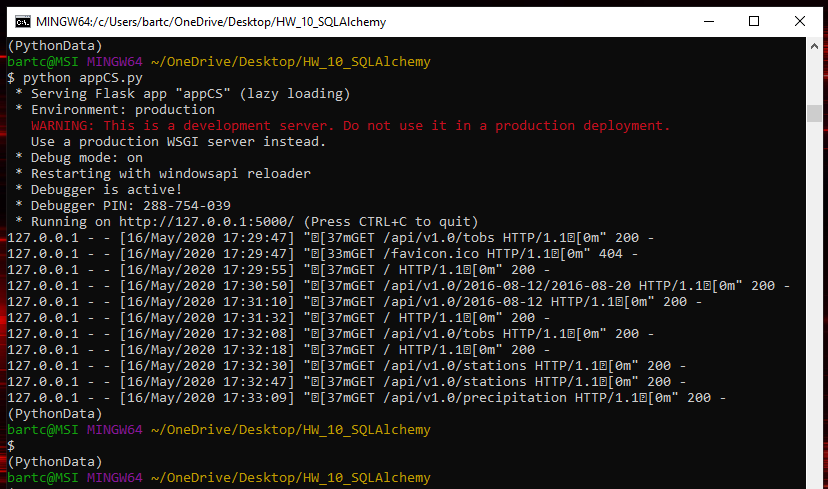 MINGW64:/c/Users/bartc/OneDrive/Desktop/HW_10_SQLAlchemy
(PythonData)
bartc@MSI MINGW64 ~/OneDrive/Desktop/HW_10_SQLAlchemy
$ python appCS.py
 * Serving Flask app "appCS" (lazy loading)
 * Environment: production
   WARNING: This is a development server. Do not use it in a production deployment.
   Use a production WSGI server instead.
 * Debug mode: on
 * Restarting with windowsapi reloader
 * Debugger is active!
 * Debugger PIN: 288-754-039
 * Running on http://127.0.0.1:5000/ (Press CTRL+C to quit)
127.0.0.1 - - [16/May/2020 17:29:47] "␛[37mGET /api/v1.0/tobs HTTP/1.1␛[0m" 200 -
127.0.0.1 - - [16/May/2020 17:29:47] "␛[33mGET /favicon.ico HTTP/1.1␛[0m" 404 -
127.0.0.1 - - [16/May/2020 17:29:55] "␛[37mGET / HTTP/1.1␛[0m" 200 -
127.0.0.1 - - [16/May/2020 17:30:50] "␛[37mGET /api/v1.0/2016-08-12/2016-08-20 HTTP/1.1␛[0m" 200 -
127.0.0.1 - - [16/May/2020 17:31:10] "␛[37mGET /api/v1.0/2016-08-12 HTTP/1.1␛[0m" 200 -
127.0.0.1 - - [16/May/2020 17:31:32] "␛[37mGET / HTTP/1.1␛[0m" 200 -
127.0.0.1 - - [16/May/2020 17:32:08] "␛[37mGET /api/v1.0/tobs HTTP/1.1␛[0m" 200 -
127.0.0.1 - - [16/May/2020 17:32:18] "␛[37mGET / HTTP/1.1␛[0m" 200 -
127.0.0.1 - - [16/May/2020 17:32:30] "␛[37mGET /api/v1.0/stations HTTP/1.1␛[0m" 200 -
127.0.0.1 - - [16/May/2020 17:32:47] "␛[37mGET /api/v1.0/stations HTTP/1.1␛[0m" 200 -
127.0.0.1 - - [16/May/2020 17:33:09] "␛[37mGET /api/v1.0/precipitation HTTP/1.1␛[0m" 200 -
(PythonData)
bartc@MSI MINGW64 ~/OneDrive/Desktop/HW_10_SQLAlchemy
$
(PythonData)
bartc@MSI MINGW64 ~/OneDrive/Desktop/HW_10_SQLAlchemy